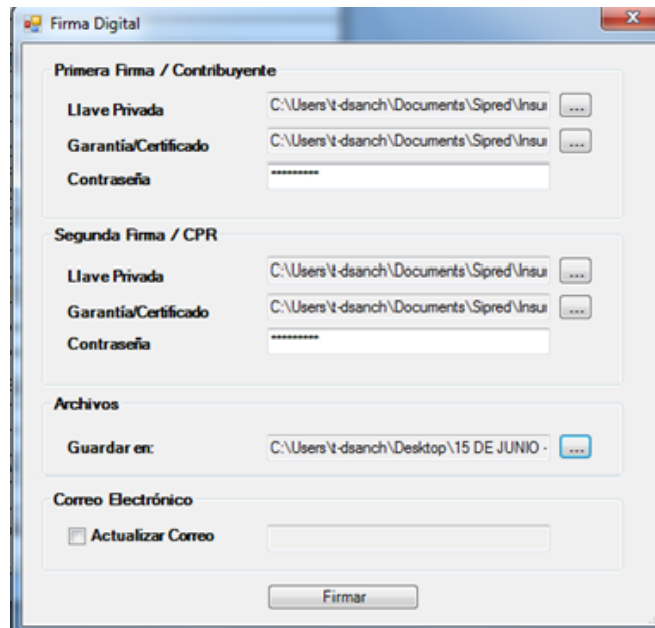 Firma Digital
Primera Firma / Contribuyente
Llave Privada C:\Users\t-dsanch\Documents\Sipred\Insu ...
Garantía/Certificado C:\Users\t-dsanch\Documents\Sipred\Insu ...
Contraseña *********
Segunda Firma / CPR
Llave Privada C:\Users\t-dsanch\Documents\Sipred\Insu ...
Garantía/Certificado C:\Users\t-dsanch\Documents\Sipred\Insu ...
Contraseña *********
Archivos
Guardar en: C:\Users\t-dsanch\Desktop\15 DE JUNIO - ...
Correo Electrónico
Actualizar Correo
Firmar